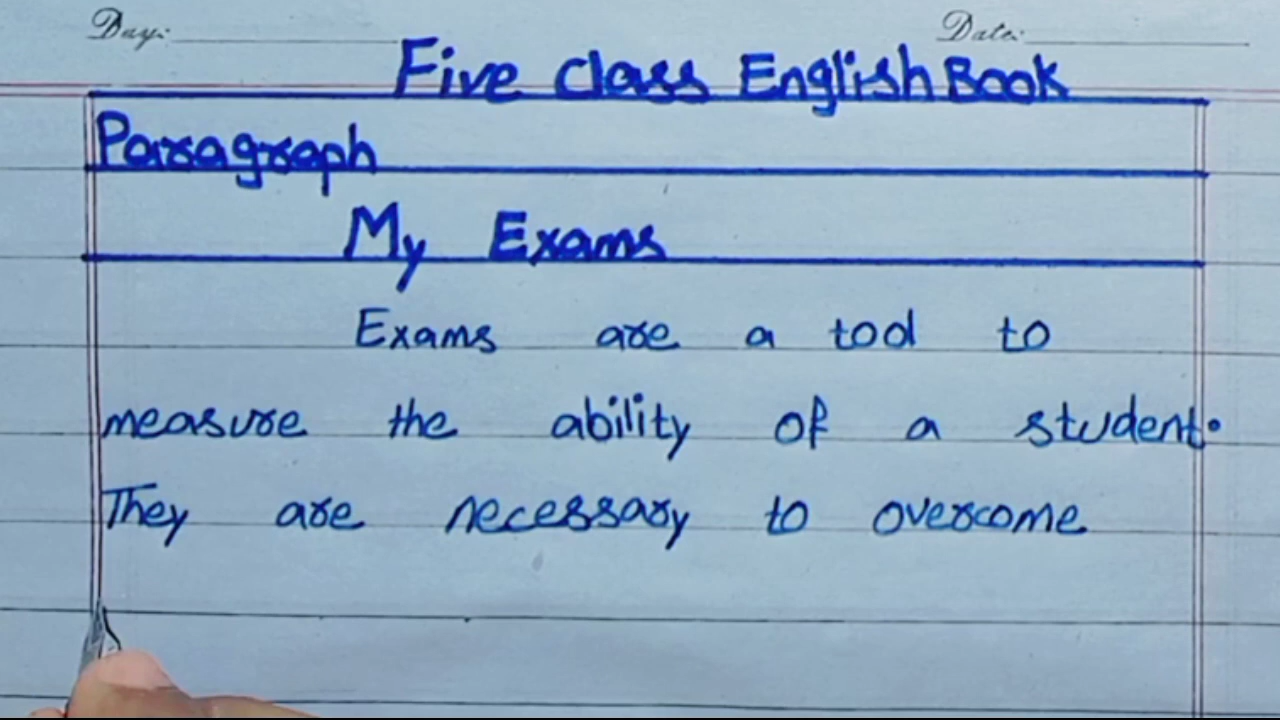 Day: Date:
Five Class English Book
Paragraph
My Exams
Exams are a tool to
measure the ability of a student.
They are necessary to overcome